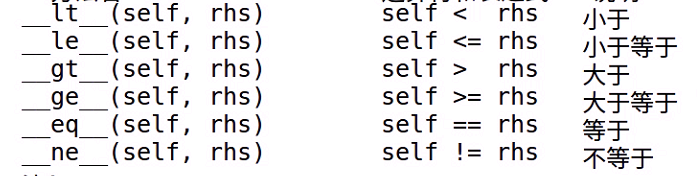 __lt__(self, rhs) self < rhs 小于
__le__(self, rhs) self <= rhs 小于等于
__gt__(self, rhs) self > rhs 大于
__ge__(self, rhs) self >= rhs 大于等于
__eq__(self, rhs) self == rhs 等于
__ne__(self, rhs) self != rhs 不等于